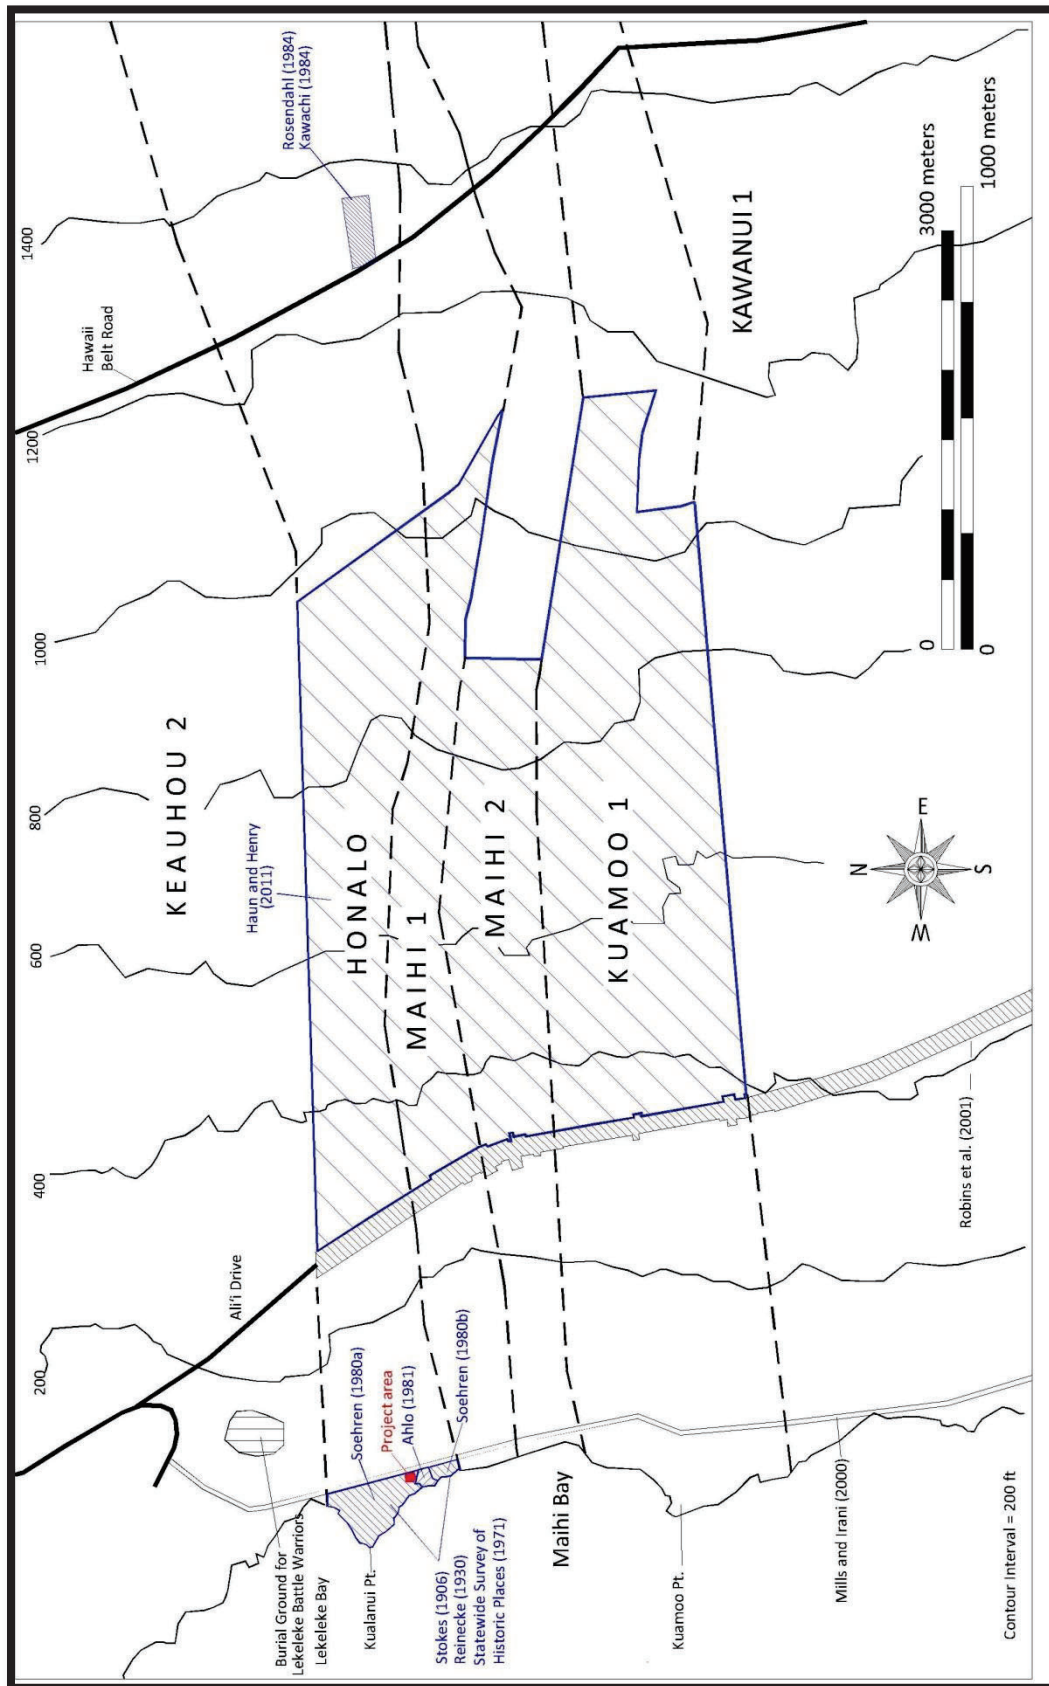 Rosendahl (1984)
Kawachi (1984)
1400
Hawaii
Belt Road
1200
1000
800
600
400
200
KEAUHOU 2
Haun and Henry
(2011)
HONALO
MAIHI 1
MAIHI 2
KUAMOO 1
KAWANUI 1
0
3000 meters
0
1000 meters
N
E
S
W
Ali'i Drive
Robins et al. (2001)
Burial Ground for
Lekeleke Battle Warriors
Lekeleke Bay
Kualanui Pt.
Soehren (1980a)
Project area
Ahlo (1981)
Soehren (1980b)
Stokes (1906)
Reinecke (1930)
Statewide Survey of
Historic Places (1971)
Maihi Bay
Kuamoo Pt.
Mills and Irani (2000)
Contour Interval = 200 ft